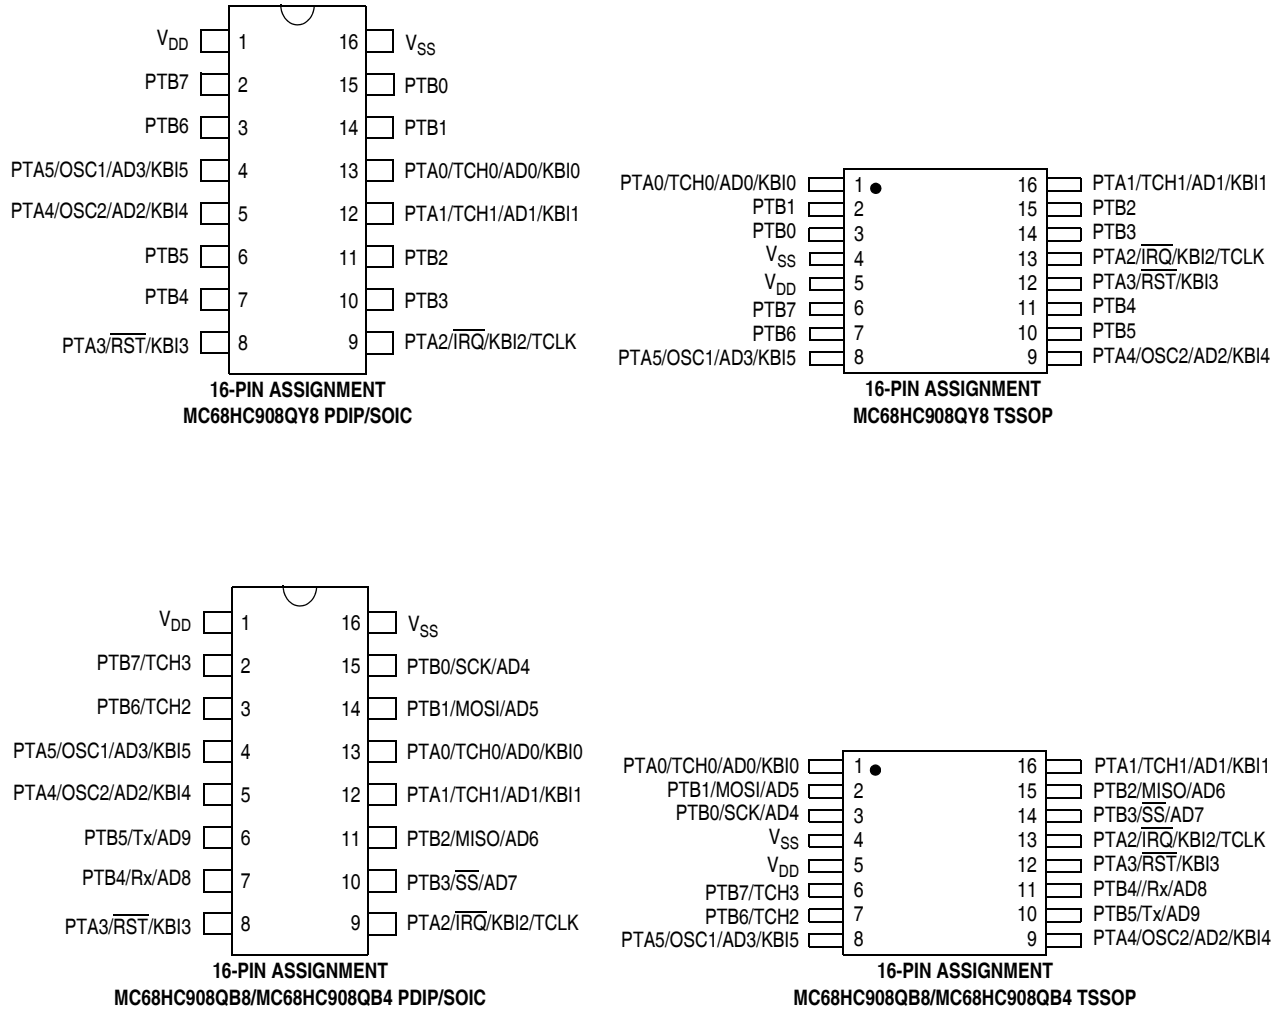 VDD 1 16 VSS
PTB7 2 15 PTB0
PTB6 3 14 PTB1
PTA5/OSC1/AD3/KBI5 4 13 PTA0/TCH0/AD0/KBI0
PTA4/OSC2/AD2/KBI4 5 12 PTA1/TCH1/AD1/KBI1
PTB5 6 11 PTB2
PTB4 7 10 PTB3
PTA3/RST/KBI3 8 9 PTA2/IRQ/KBI2/TCLK
16-PIN ASSIGNMENT
MC68HC908QY8 PDIP/SOIC
PTA0/TCH0/AD0/KBI0 1 16 PTA1/TCH1/AD1/KBI1
PTB1 2 15 PTB2
PTB0 3 14 PTB3
VSS 4 13 PTA2/IRQ/KBI2/TCLK
VDD 5 12 PTA3/RST/KBI3
PTB7 6 11 PTB4
PTB6 7 10 PTB5
PTA5/OSC1/AD3/KBI5 8 9 PTA4/OSC2/AD2/KBI4
16-PIN ASSIGNMENT
MC68HC908QY8 TSSOP
VDD 1 16 VSS
PTB7/TCH3 2 15 PTB0/SCK/AD4
PTB6/TCH2 3 14 PTB1/MOSI/AD5
PTA5/OSC1/AD3/KBI5 4 13 PTA0/TCH0/AD0/KBI0
PTA4/OSC2/AD2/KBI4 5 12 PTA1/TCH1/AD1/KBI1
PTB5/Tx/AD9 6 11 PTB2/MISO/AD6
PTB4/Rx/AD8 7 10 PTB3/SS/AD7
PTA3/RST/KBI3 8 9 PTA2/IRQ/KBI2/TCLK
16-PIN ASSIGNMENT
MC68HC908QB8/MC68HC908QB4 PDIP/SOIC
PTA0/TCH0/AD0/KBI0 1 16 PTA1/TCH1/AD1/KBI1
PTB1/MOSI/AD5 2 15 PTB2/MISO/AD6
PTB0/SCK/AD4 3 14 PTB3/SS/AD7
VSS 4 13 PTA2/IRQ/KBI2/TCLK
VDD 5 12 PTA3/RST/KBI3
PTB7/TCH3 6 11 PTB4//Rx/AD8
PTB6/TCH2 7 10 PTB5/Tx/AD9
PTA5/OSC1/AD3/KBI5 8 9 PTA4/OSC2/AD2/KBI4
16-PIN ASSIGNMENT
MC68HC908QB8/MC68HC908QB4 TSSOP